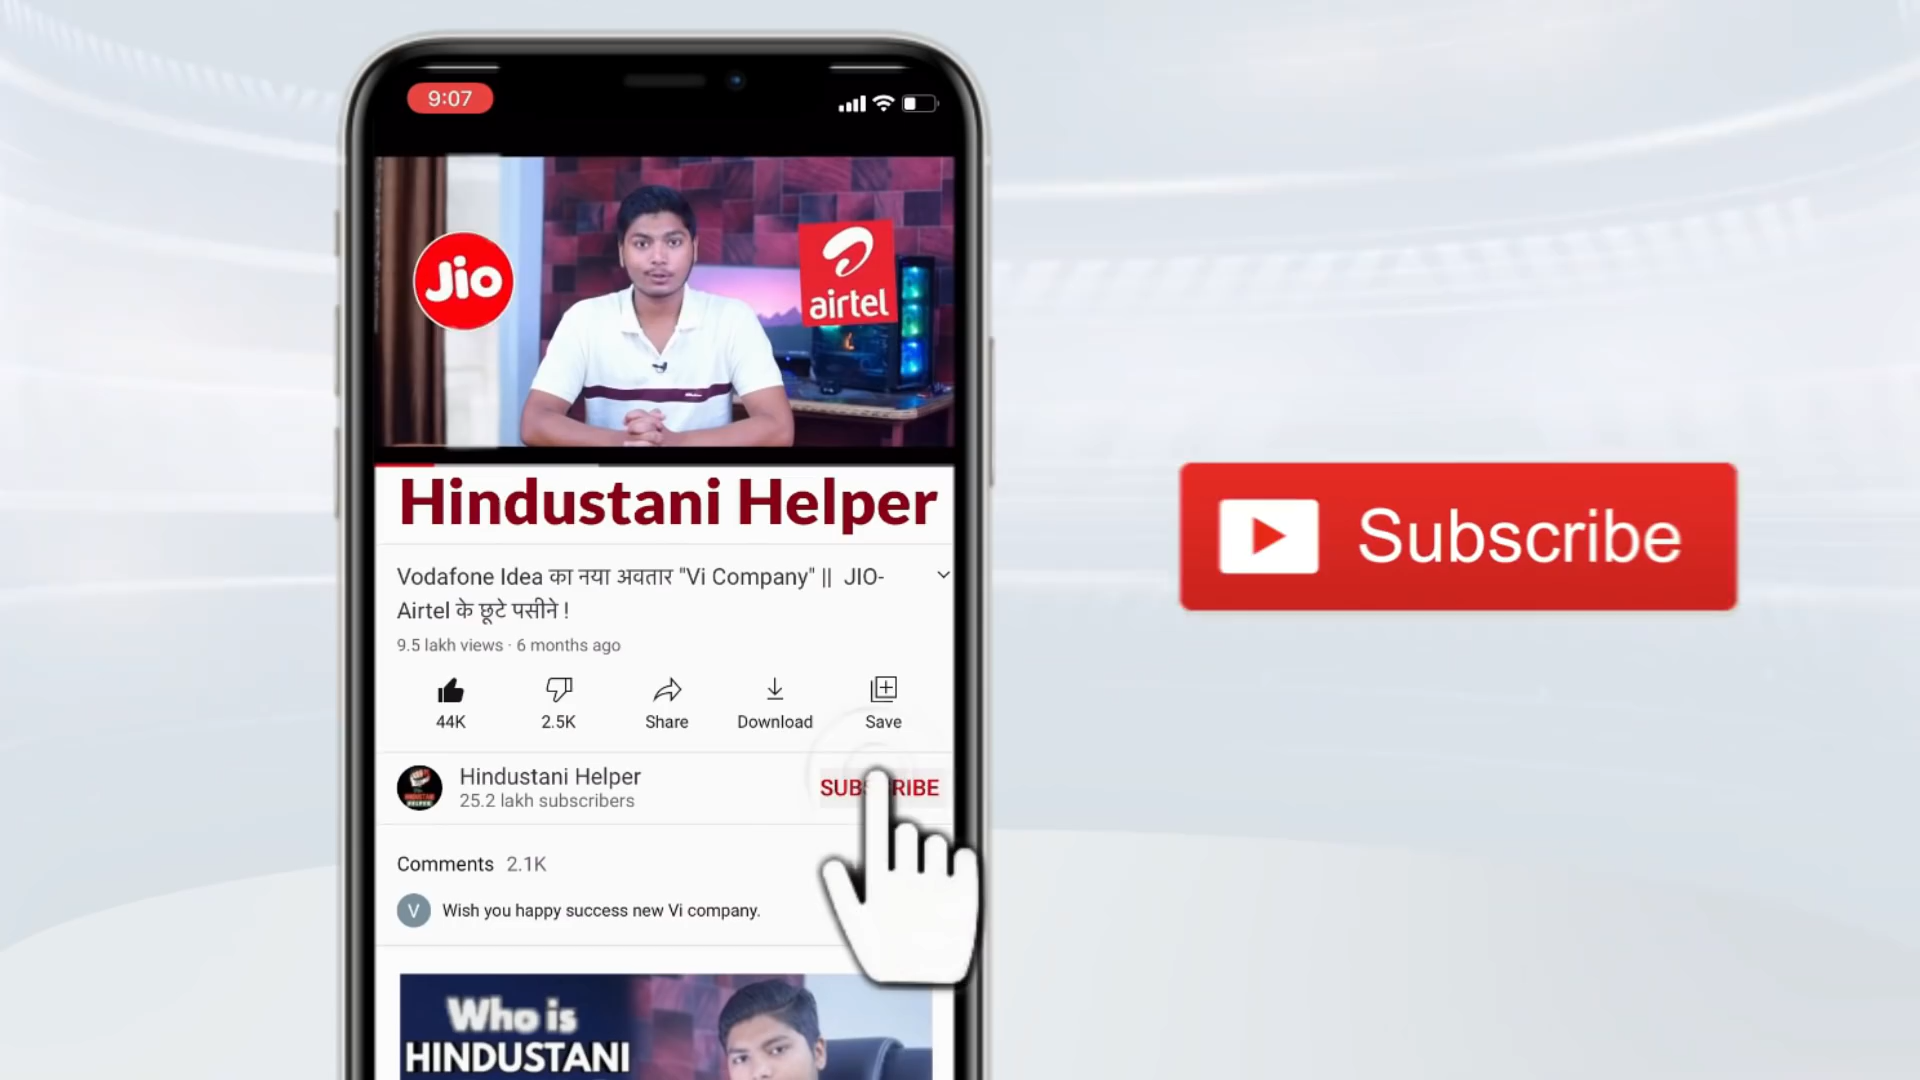 9:07
Jio
airtel
Hindustani Helper
Vodafone Idea का नया अवतार "Vi Company" || JIO-
Airtel के छूटे पसीने !
9.5 lakh views · 6 months ago
44K
2.5K
Share
Download
Save
Hindustani Helper
25.2 lakh subscribers
SUBSCRIBE
Comments 2.1K
V
Wish you happy success new Vi company.
Who is
HINDUSTANI
Subscribe